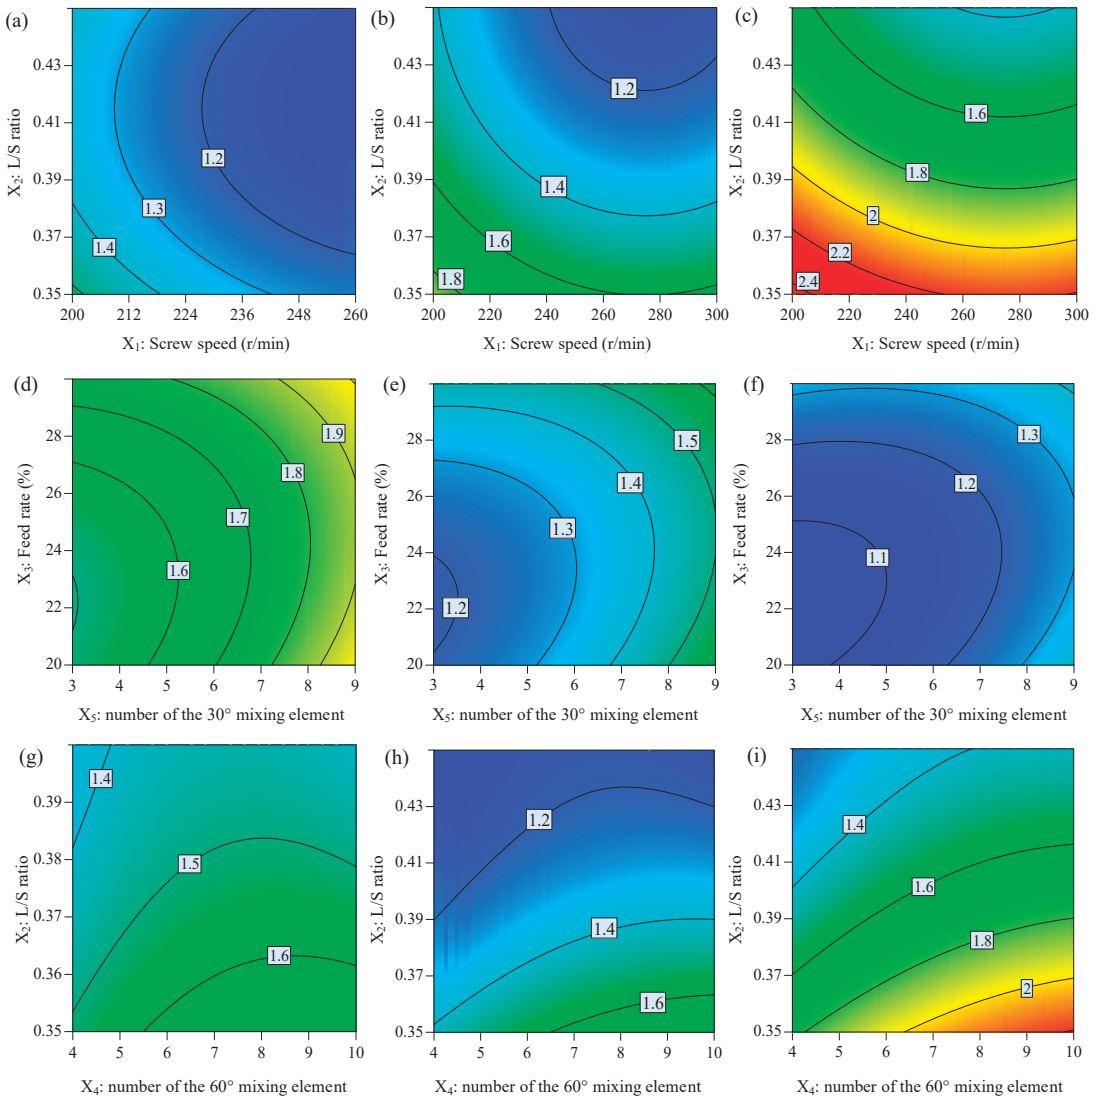 (a)
X₂: L/S ratio
0.43
0.41
0.39
0.37
0.35
1.2
1.3
1.4
200 212 224 236 248 260
X₁: Screw speed (r/min)
(b)
X₂: L/S ratio
0.43
0.41
0.39
0.37
0.35
1.2
1.4
1.6
1.8
200 220 240 260 280 300
X₁: Screw speed (r/min)
(c)
X₂: L/S ratio
0.43
0.41
0.39
0.37
0.35
1.6
1.8
2
2.2
2.4
200 220 240 260 280 300
X₁: Screw speed (r/min)
(d)
X₃: Feed rate (%)
28
26
24
22
20
1.9
1.8
1.7
1.6
3 4 5 6 7 8 9
X₅: number of the 30° mixing element
(e)
X₃: Feed rate (%)
28
26
24
22
20
1.5
1.4
1.3
1.2
3 4 5 6 7 8 9
X₅: number of the 30° mixing element
(f)
X₃: Feed rate (%)
28
26
24
22
20
1.3
1.2
1.1
3 4 5 6 7 8 9
X₅: number of the 30° mixing element
(g)
X₂: L/S ratio
0.39
0.38
0.37
0.36
0.35
1.4
1.5
1.6
4 5 6 7 8 9 10
X₄: number of the 60° mixing element
(h)
X₂: L/S ratio
0.43
0.41
0.39
0.37
0.35
1.2
1.4
1.6
4 5 6 7 8 9 10
X₄: number of the 60° mixing element
(i)
X₂: L/S ratio
0.43
0.41
0.39
0.37
0.35
1.4
1.6
1.8
2
4 5 6 7 8 9 10
X₄: number of the 60° mixing element